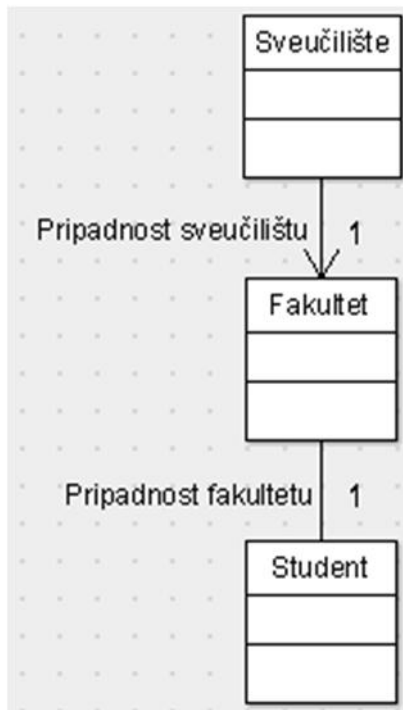 Sveučilište
Pripadnost sveučilištu 1
Fakultet
Pripadnost fakultetu 1
Student